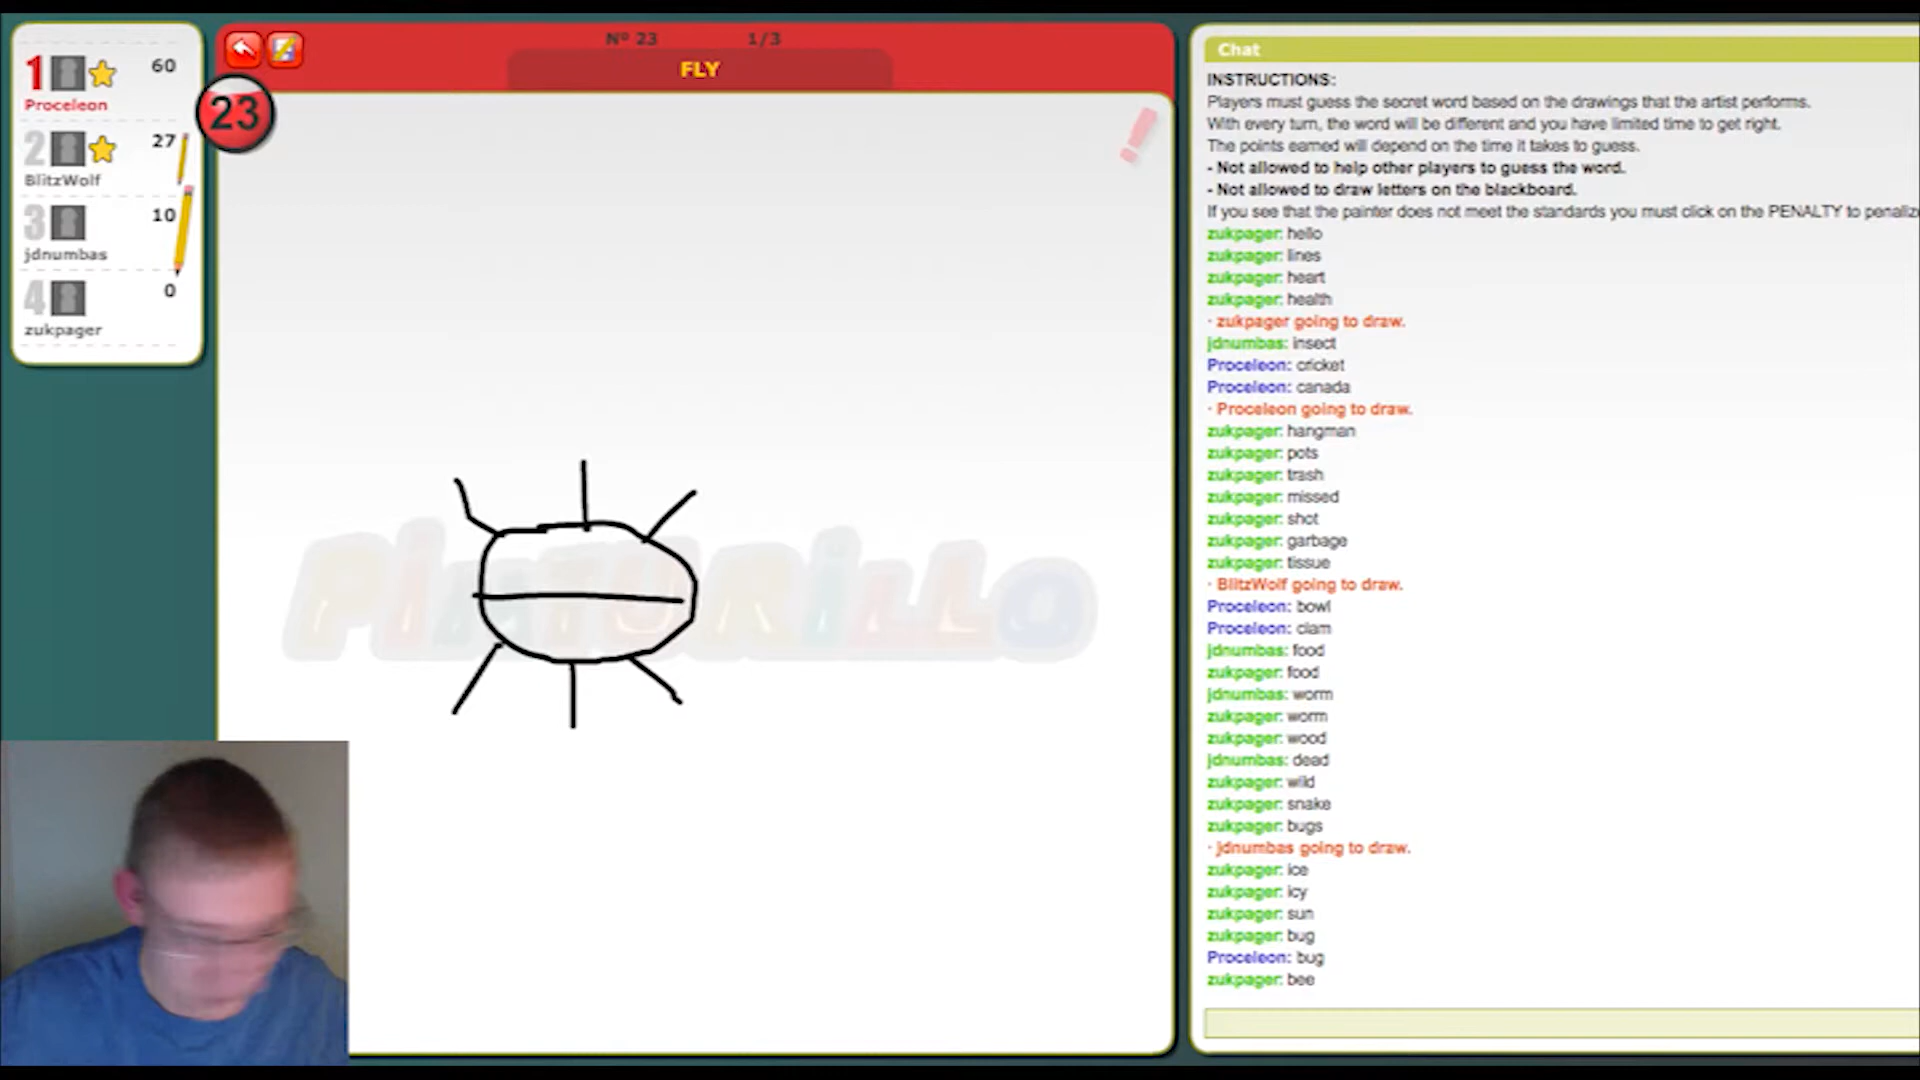 1
60
Proceleon
2
27
BlitzWolf
3
10
jdnumbas
4
0
zukpager
23
Nº 23 1/3
FLY
!
PINTURILLO
Chat
INSTRUCTIONS:
Players must guess the secret word based on the drawings that the artist performs.
With every turn, the word will be different and you have limited time to get right.
The points earned will depend on the time it takes to guess.
- Not allowed to help other players to guess the word.
- Not allowed to draw letters on the blackboard.
If you see that the painter does not meet the standards you must click on the PENALTY to penaliz
zukpager: hello
zukpager: lines
zukpager: heart
zukpager: health
· zukpager going to draw.
jdnumbas: insect
Proceleon: cricket
Proceleon: canada
· Proceleon going to draw.
zukpager: hangman
zukpager: pots
zukpager: trash
zukpager: missed
zukpager: shot
zukpager: garbage
zukpager: tissue
· BlitzWolf going to draw.
Proceleon: bowl
Proceleon: clam
jdnumbas: food
zukpager: food
jdnumbas: worm
zukpager: worm
zukpager: wood
jdnumbas: dead
zukpager: wild
zukpager: snake
zukpager: bugs
· jdnumbas going to draw.
zukpager: ice
zukpager: icy
zukpager: sun
zukpager: bug
Proceleon: bug
zukpager: bee